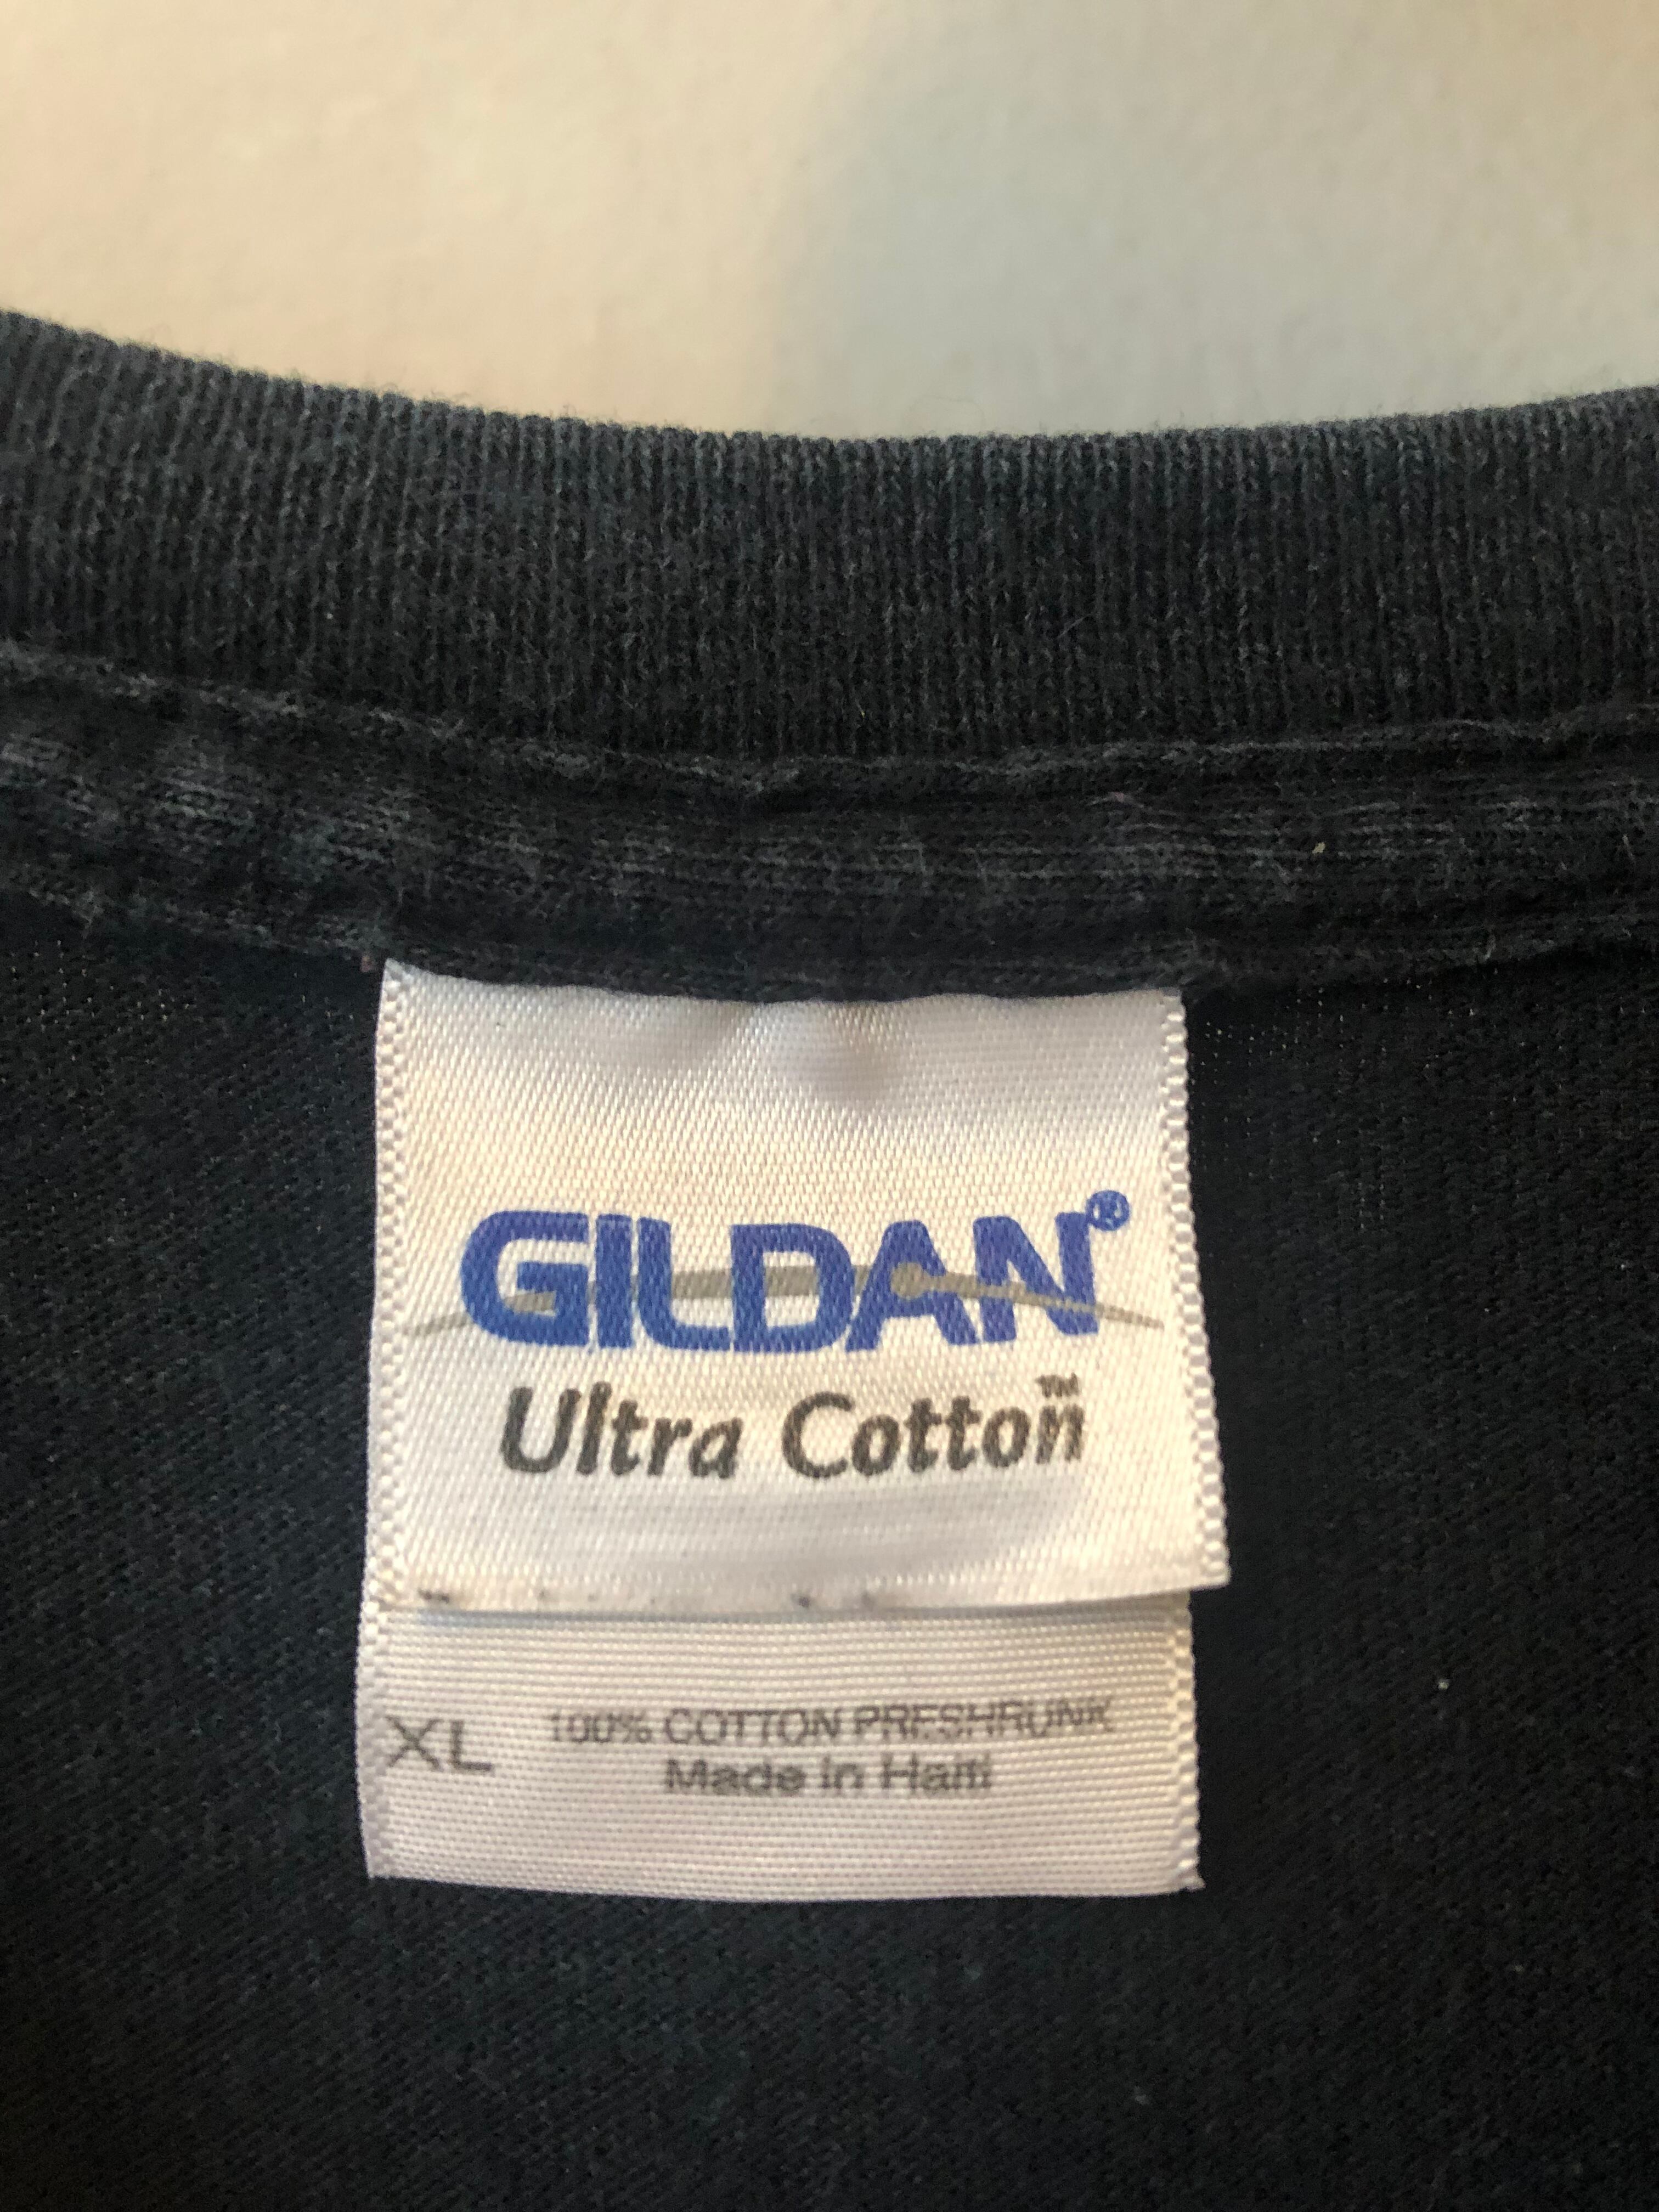 GILDAN®
Ultra Cotton™
XL 100% COTTON PRESHRUNK
Made in Haiti